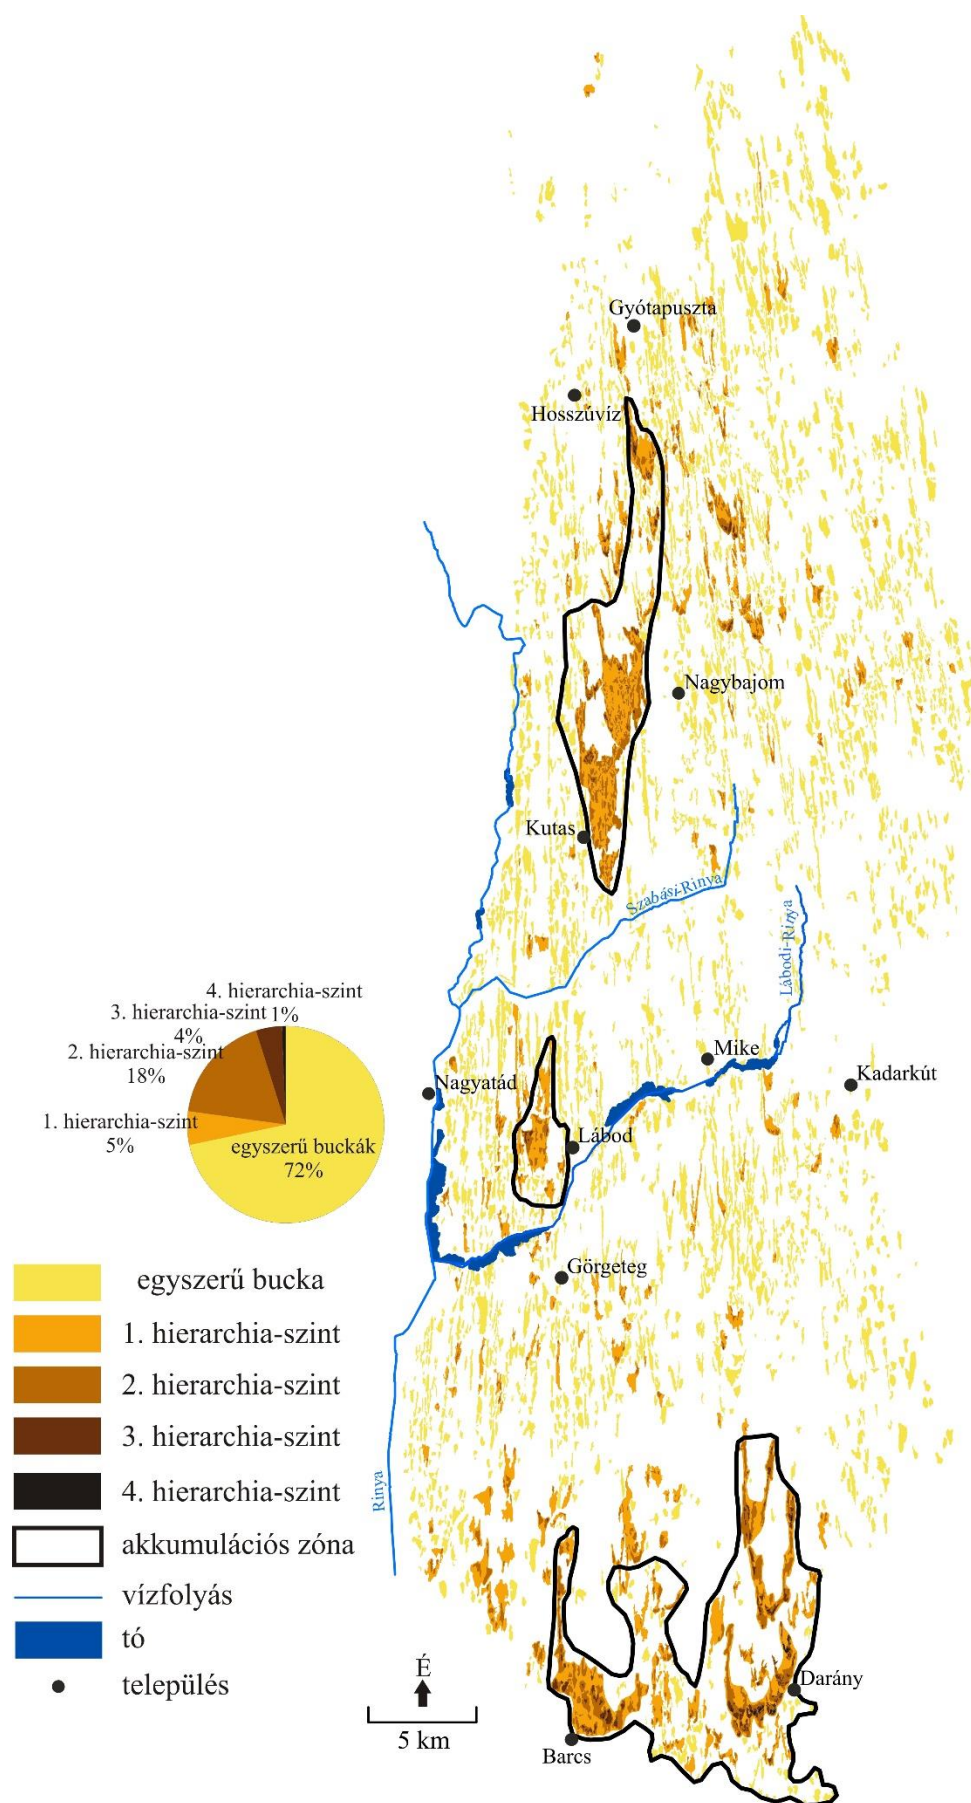 Gyótapuszta
Hosszúvíz
Nagybajom
Kutas
Szabási-Rinya
Lábodi-Rinya
4. hierarchia-szint
1%
3. hierarchia-szint
4%
2. hierarchia-szint
18%
1. hierarchia-szint
5%
egyszerű buckák
72%
Mike
Kadarkút
Nagyatád
Lábod
Görgeteg
egyszerű bucka
1. hierarchia-szint
2. hierarchia-szint
3. hierarchia-szint
4. hierarchia-szint
akkumulációs zóna
vízfolyás
tó
település
Rinya
É
5 km
Darány
Barcs